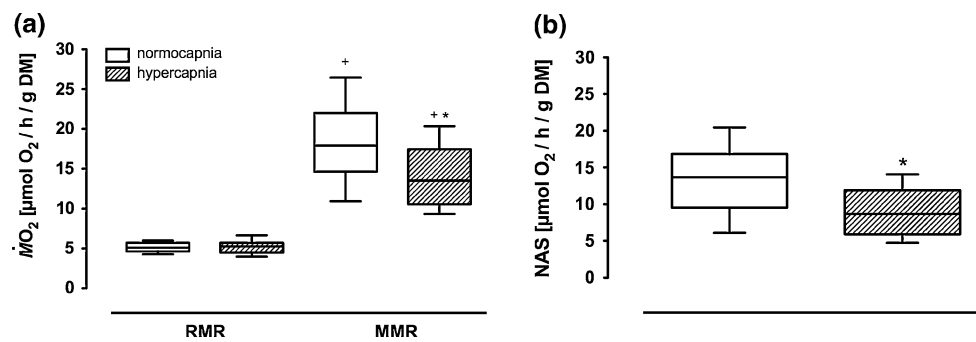 (a)
ṀO₂ [µmol O₂ / h / g DM]
30
25
20
15
10
5
0
normocapnia
hypercapnia
+
+ *
RMR
MMR
(b)
NAS [µmol O₂ / h / g DM]
30
25
20
15
10
5
0
*